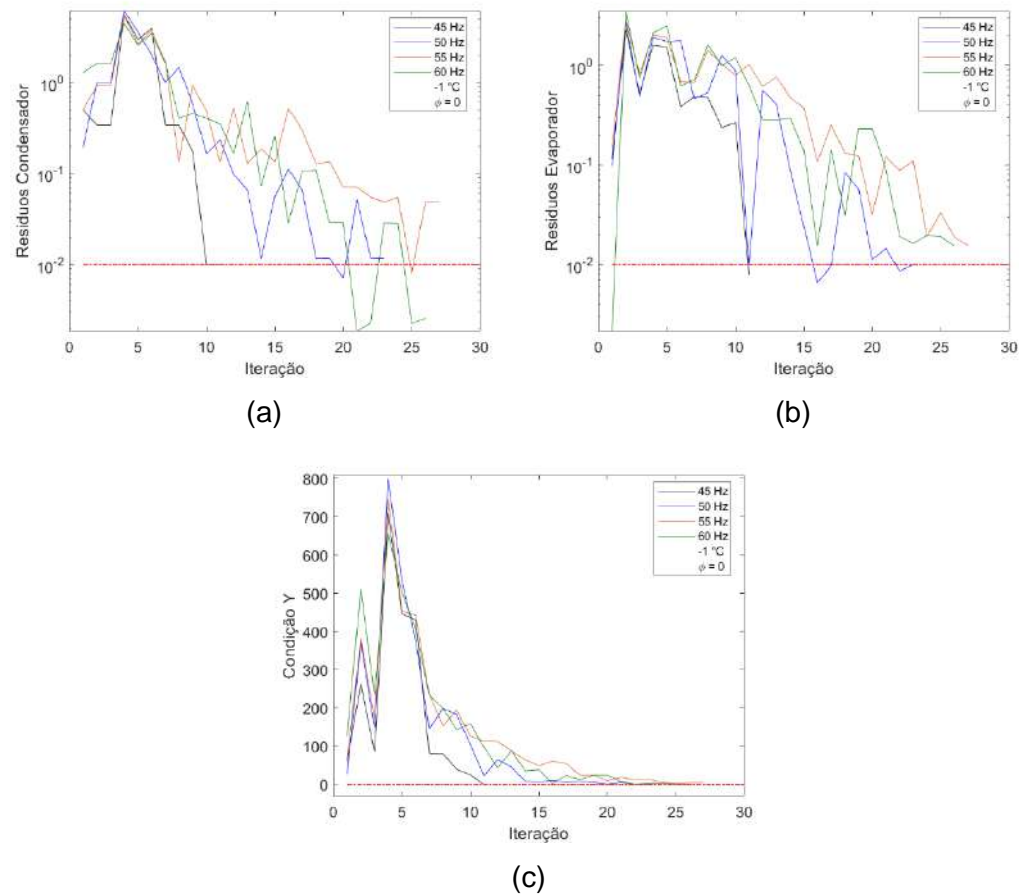 Residuos Condensador
10⁰
10⁻¹
10⁻²
0 5 10 15 20 25 30
Iteração
45 Hz
50 Hz
55 Hz
60 Hz
-1 °C
ϕ = 0
(a)
Residuos Evaporador
10⁰
10⁻¹
10⁻²
0 5 10 15 20 25 30
Iteração
45 Hz
50 Hz
55 Hz
60 Hz
-1 °C
ϕ = 0
(b)
Condição Y
800
700
600
500
400
300
200
100
0
0 5 10 15 20 25 30
Iteração
45 Hz
50 Hz
55 Hz
60 Hz
-1 °C
ϕ = 0
(c)